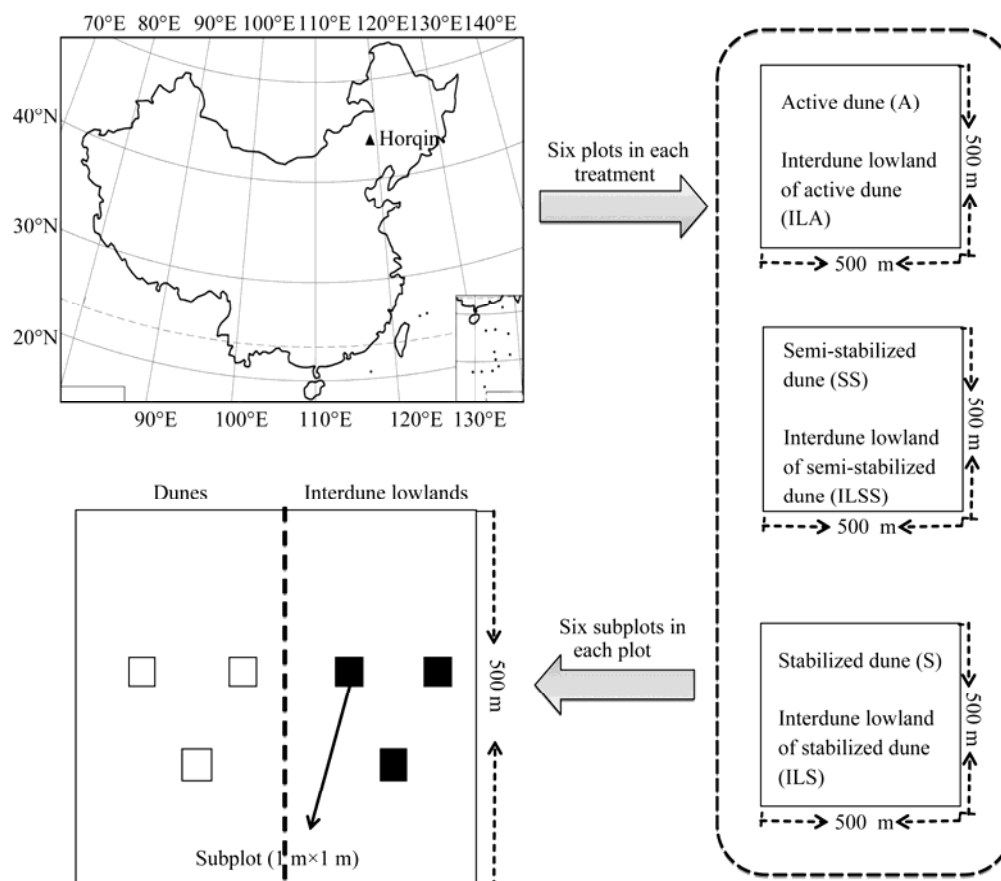 70°E 80°E 90°E 100°E 110°E 120°E 130°E 140°E
40°N
30°N
20°N
Horqin
90°E 100°E 110°E 120°E 130°E
Six plots in each
treatment
Active dune (A)
Interdune lowland
of active dune
(ILA)
500 m
500 m
Semi-stabilized
dune (SS)
Interdune lowland
of semi-stabilized
dune (ILSS)
500 m
500 m
Stabilized dune (S)
Interdune lowland
of stabilized dune
(ILS)
500 m
500 m
Six subplots in
each plot
Dunes
Interdune lowlands
500 m
Subplot (1 m×1 m)